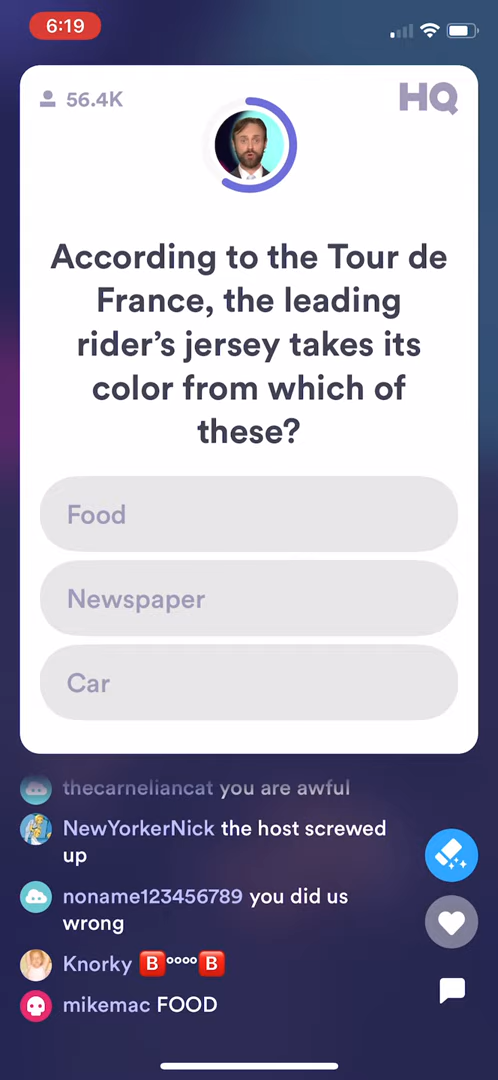 6:19
56.4K
HQ
According to the Tour de
France, the leading
rider’s jersey takes its
color from which of
these?
Food
Newspaper
Car
thecarneliancat you are awful
NewYorkerNick the host screwed
up
noname123456789 you did us
wrong
Knorky 🅱°°°°🅱
mikemac FOOD